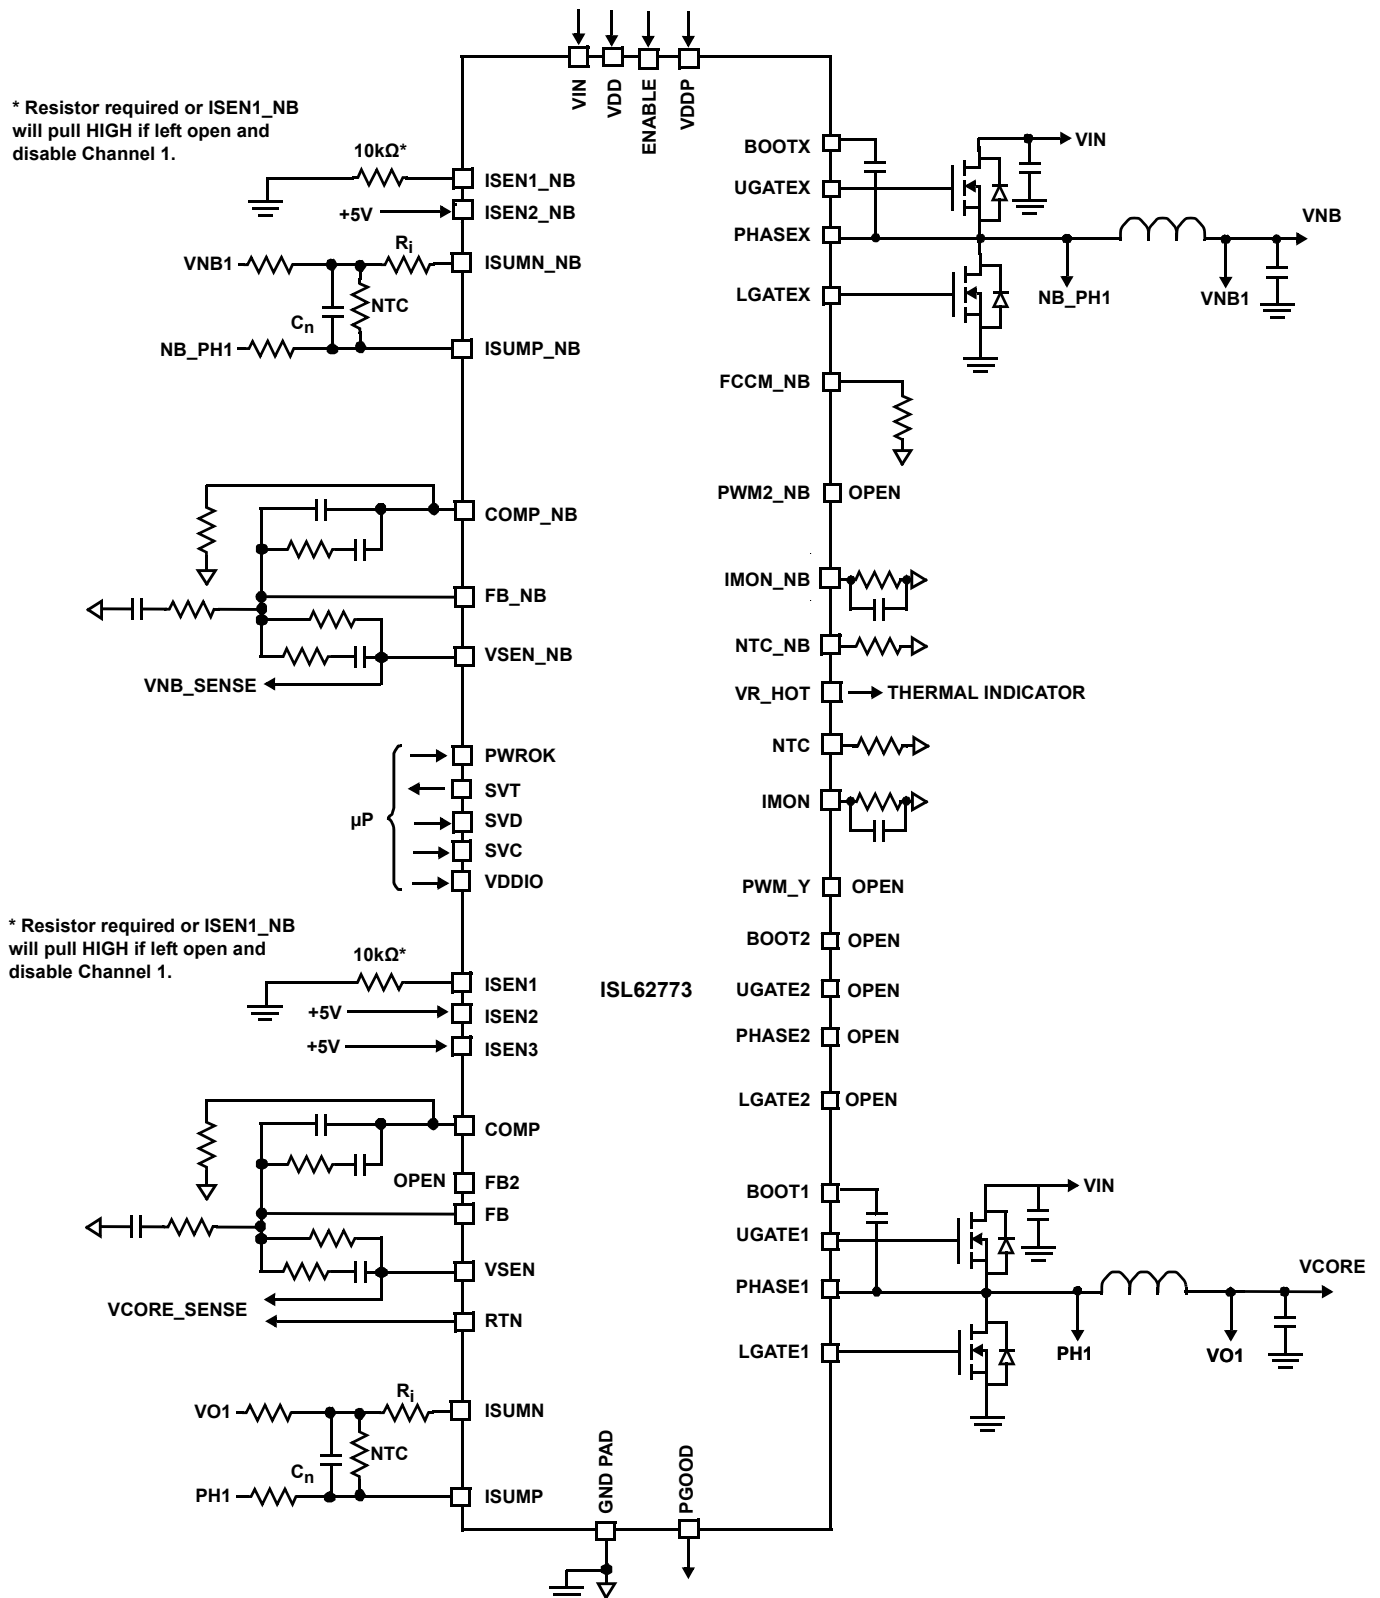 VIN
VDD
ENABLE
VDDP
* Resistor required or ISEN1_NB
will pull HIGH if left open and
disable Channel 1.
10kΩ*
ISEN1_NB
+5V
ISEN2_NB
VNB1
Ri
ISUMN_NB
NTC
Cn
NB_PH1
ISUMP_NB
COMP_NB
FB_NB
VSEN_NB
VNB_SENSE
µP
PWROK
SVT
SVD
SVC
VDDIO
* Resistor required or ISEN1_NB
will pull HIGH if left open and
disable Channel 1.
10kΩ*
ISEN1
+5V
ISEN2
+5V
ISEN3
COMP
OPEN
FB2
FB
VSEN
VCORE_SENSE
RTN
VO1
Ri
ISUMN
NTC
Cn
PH1
ISUMP
ISL62773
GND PAD
PGOOD
BOOTX
VIN
UGATEX
PHASEX
VNB
LGATEX
NB_PH1
VNB1
FCCM_NB
PWM2_NB
OPEN
IMON_NB
NTC_NB
VR_HOT
THERMAL INDICATOR
NTC
IMON
PWM_Y
OPEN
BOOT2
OPEN
UGATE2
OPEN
PHASE2
OPEN
LGATE2
OPEN
BOOT1
VIN
UGATE1
PHASE1
VCORE
LGATE1
PH1
VO1